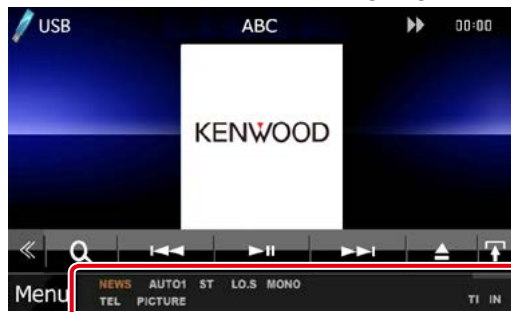 USB ABC 00:00
KENWOOD
Menu NEWS AUTO1 ST LO.S MONO
TEL PICTURE TI IN